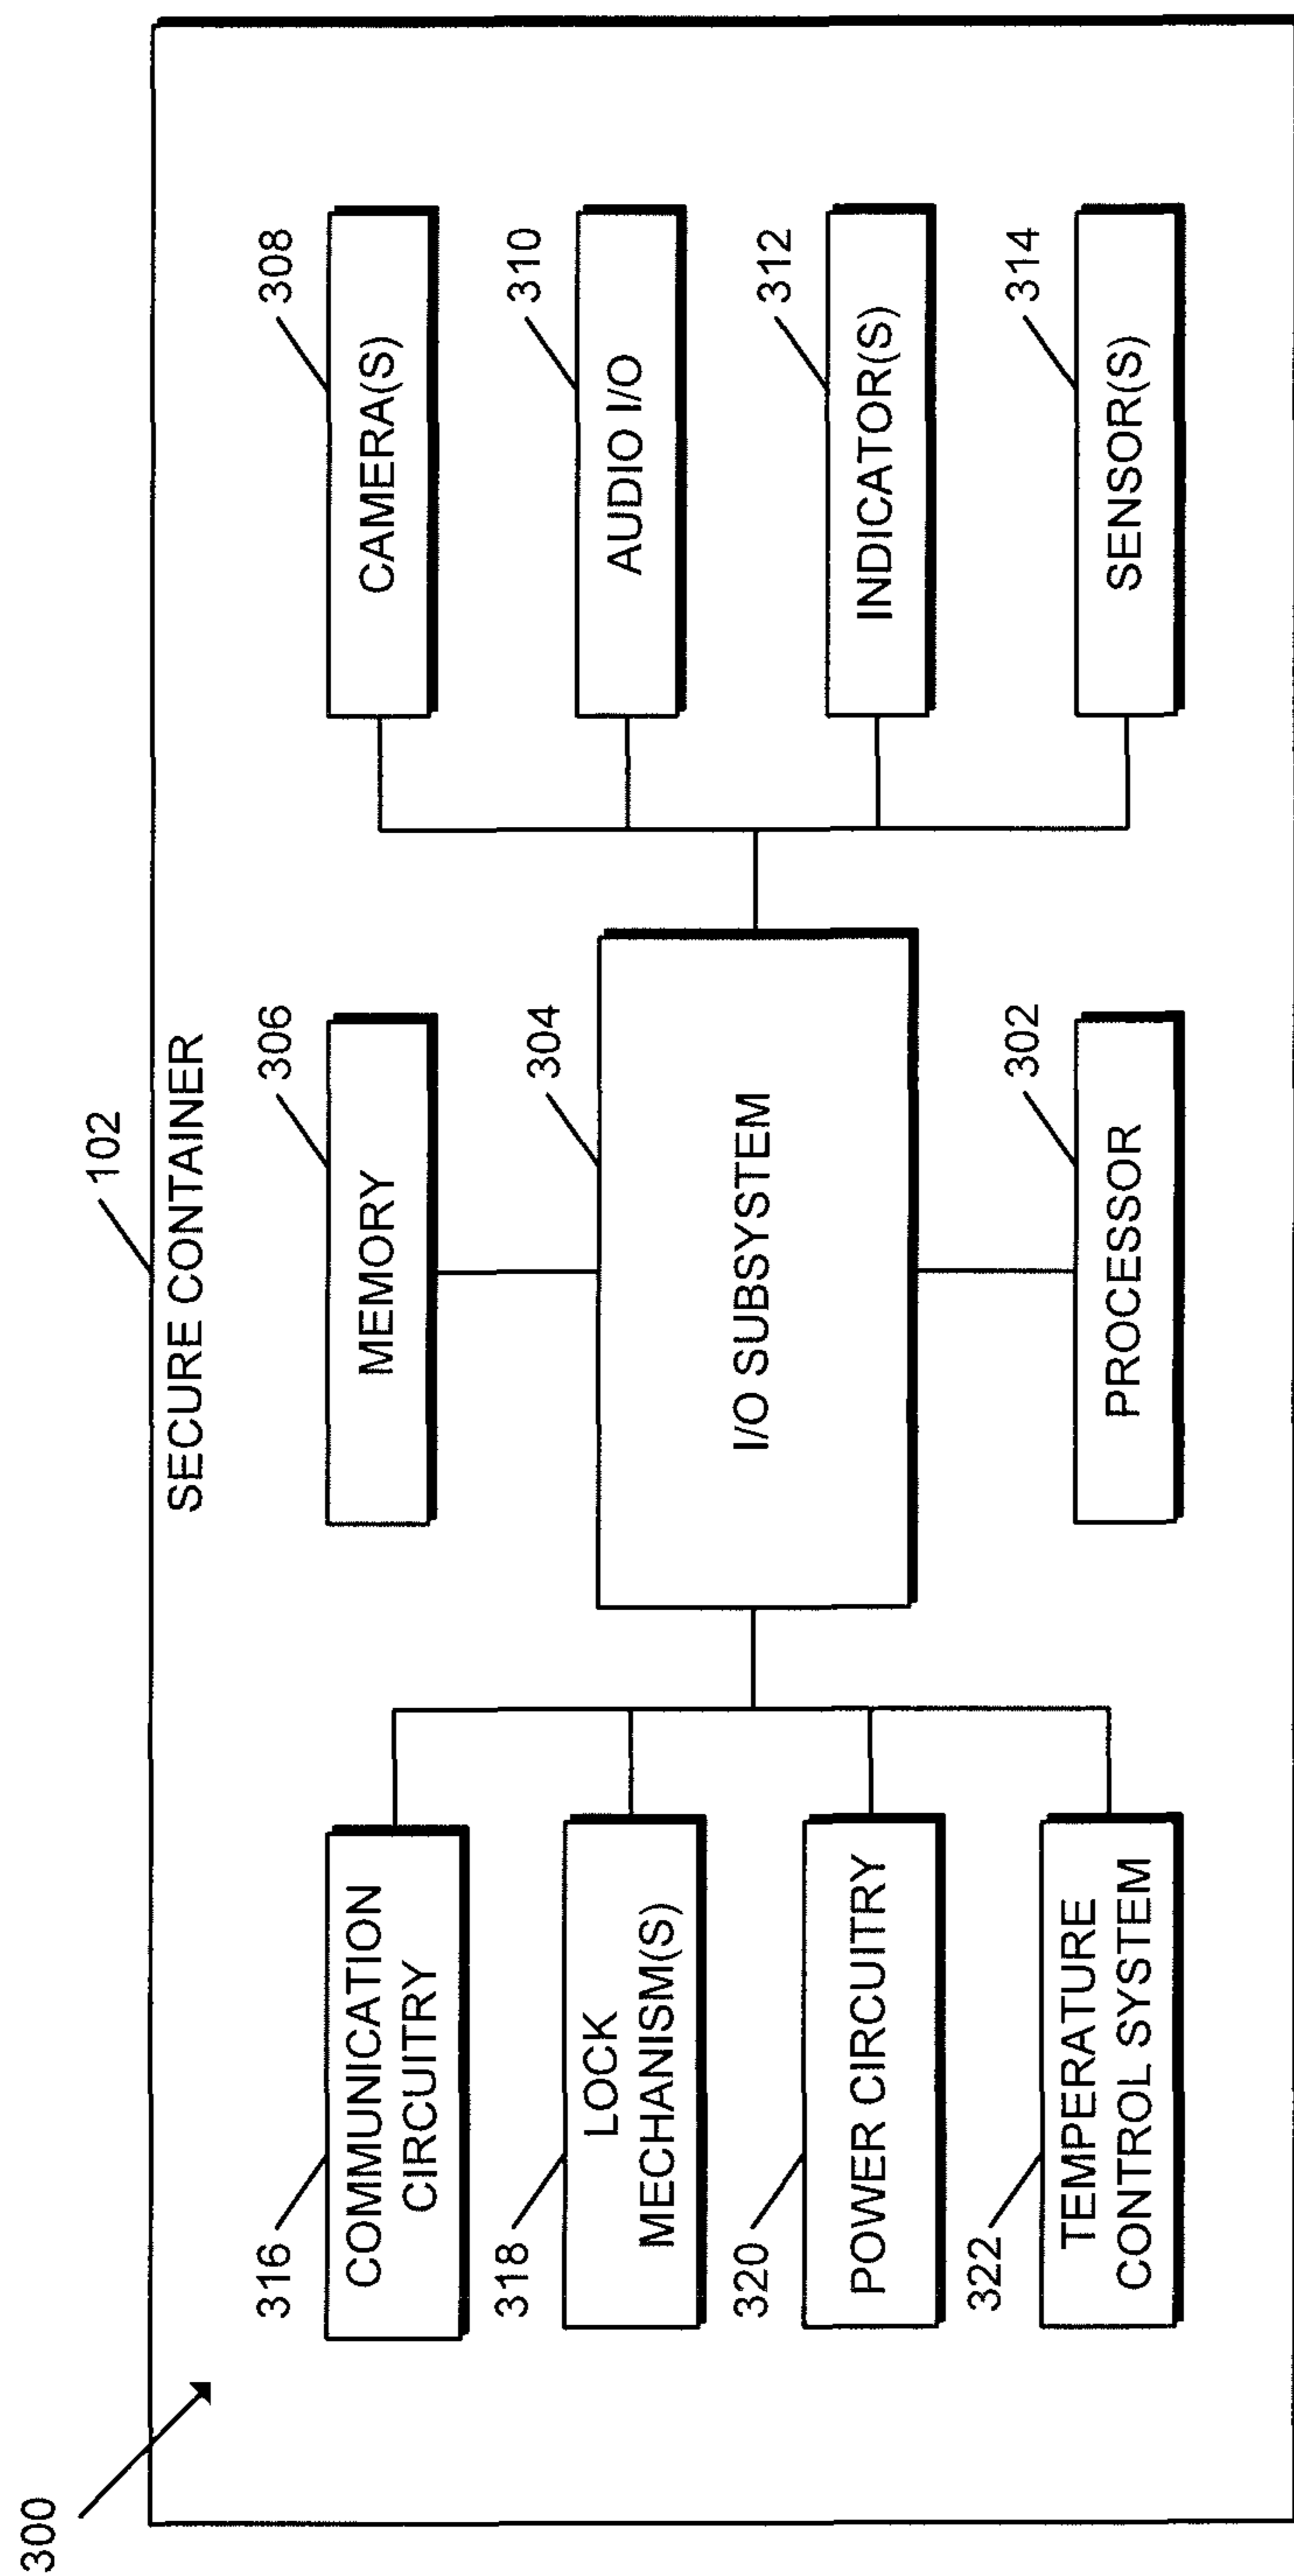 300
102
SECURE CONTAINER
316
COMMUNICATION
CIRCUITRY
318
LOCK
MECHANISM(S)
320
POWER CIRCUITRY
322
TEMPERATURE
CONTROL SYSTEM
306
MEMORY
304
I/O SUBSYSTEM
302
PROCESSOR
308
CAMERA(S)
310
AUDIO I/O
312
INDICATOR(S)
314
SENSOR(S)